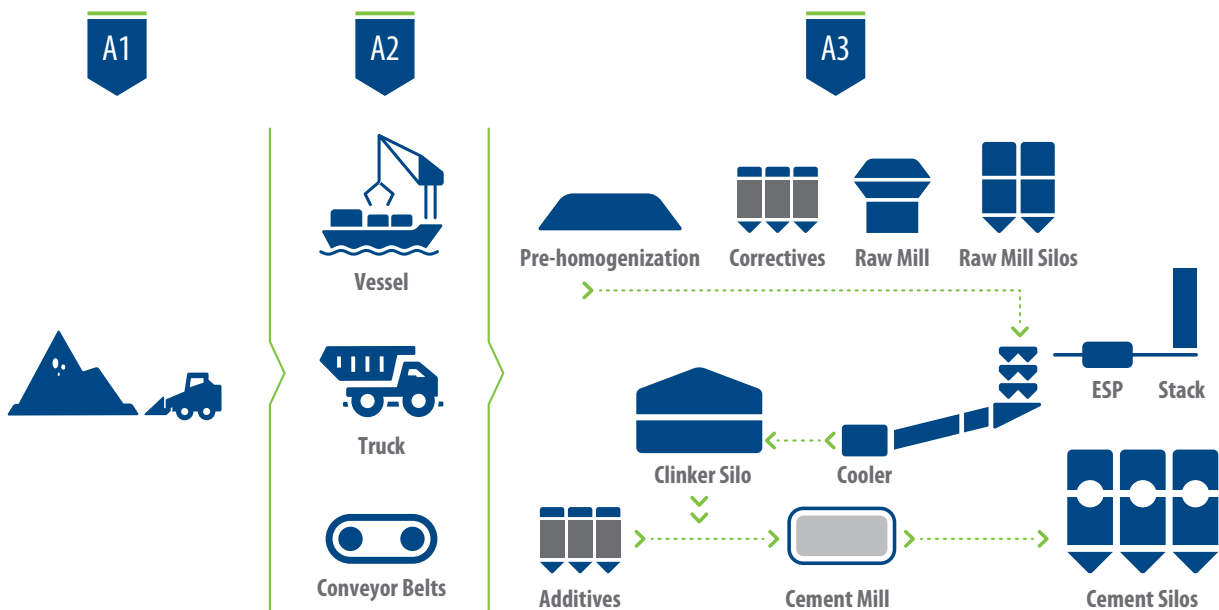 A1
A2
A3
Vessel
Truck
Conveyor Belts
Pre-homogenization
Correctives
Raw Mill
Raw Mill Silos
ESP
Stack
Clinker Silo
Cooler
Additives
Cement Mill
Cement Silos